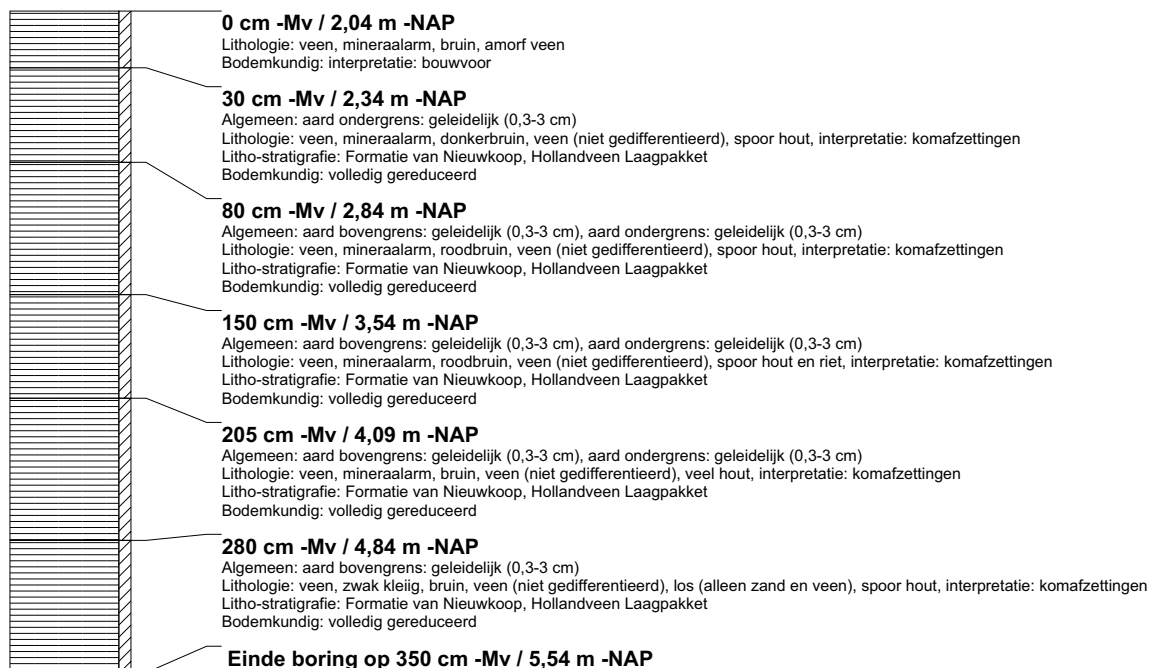 0 cm -Mv / 2,04 m -NAP
Lithologie: veen, mineraalarm, bruin, amorf veen
Bodemkundig: interpretatie: bouwvoor
30 cm -Mv / 2,34 m -NAP
Algemeen: aard ondergrens: geleidelijk (0,3-3 cm)
Lithologie: veen, mineraalarm, donkerbruin, veen (niet gedifferentieerd), spoor hout, interpretatie: komafzettingen
Litho-stratigrafie: Formatie van Nieuwkoop, Hollandveen Laagpakket
Bodemkundig: volledig gereduceerd
80 cm -Mv / 2,84 m -NAP
Algemeen: aard bovengrens: geleidelijk (0,3-3 cm), aard ondergrens: geleidelijk (0,3-3 cm)
Lithologie: veen, mineraalarm, roodbruin, veen (niet gedifferentieerd), spoor hout, interpretatie: komafzettingen
Litho-stratigrafie: Formatie van Nieuwkoop, Hollandveen Laagpakket
Bodemkundig: volledig gereduceerd
150 cm -Mv / 3,54 m -NAP
Algemeen: aard bovengrens: geleidelijk (0,3-3 cm), aard ondergrens: geleidelijk (0,3-3 cm)
Lithologie: veen, mineraalarm, roodbruin, veen (niet gedifferentieerd), spoor hout en riet, interpretatie: komafzettingen
Litho-stratigrafie: Formatie van Nieuwkoop, Hollandveen Laagpakket
Bodemkundig: volledig gereduceerd
205 cm -Mv / 4,09 m -NAP
Algemeen: aard bovengrens: geleidelijk (0,3-3 cm), aard ondergrens: geleidelijk (0,3-3 cm)
Lithologie: veen, mineraalarm, bruin, veen (niet gedifferentieerd), veel hout, interpretatie: komafzettingen
Litho-stratigrafie: Formatie van Nieuwkoop, Hollandveen Laagpakket
Bodemkundig: volledig gereduceerd
280 cm -Mv / 4,84 m -NAP
Algemeen: aard bovengrens: geleidelijk (0,3-3 cm)
Lithologie: veen, zwak kleiig, bruin, veen (niet gedifferentieerd), los (alleen zand en veen), spoor hout, interpretatie: komafzettingen
Litho-stratigrafie: Formatie van Nieuwkoop, Hollandveen Laagpakket
Bodemkundig: volledig gereduceerd
Einde boring op 350 cm -Mv / 5,54 m -NAP